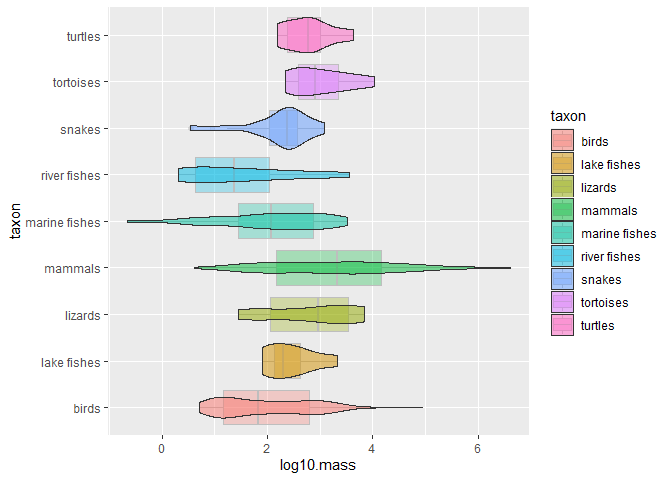 turtles
tortoises
snakes
river fishes
marine fishes
mammals
lizards
lake fishes
birds
taxon
0 2 4 6
log10.mass
taxon
birds
lake fishes
lizards
mammals
marine fishes
river fishes
snakes
tortoises
turtles